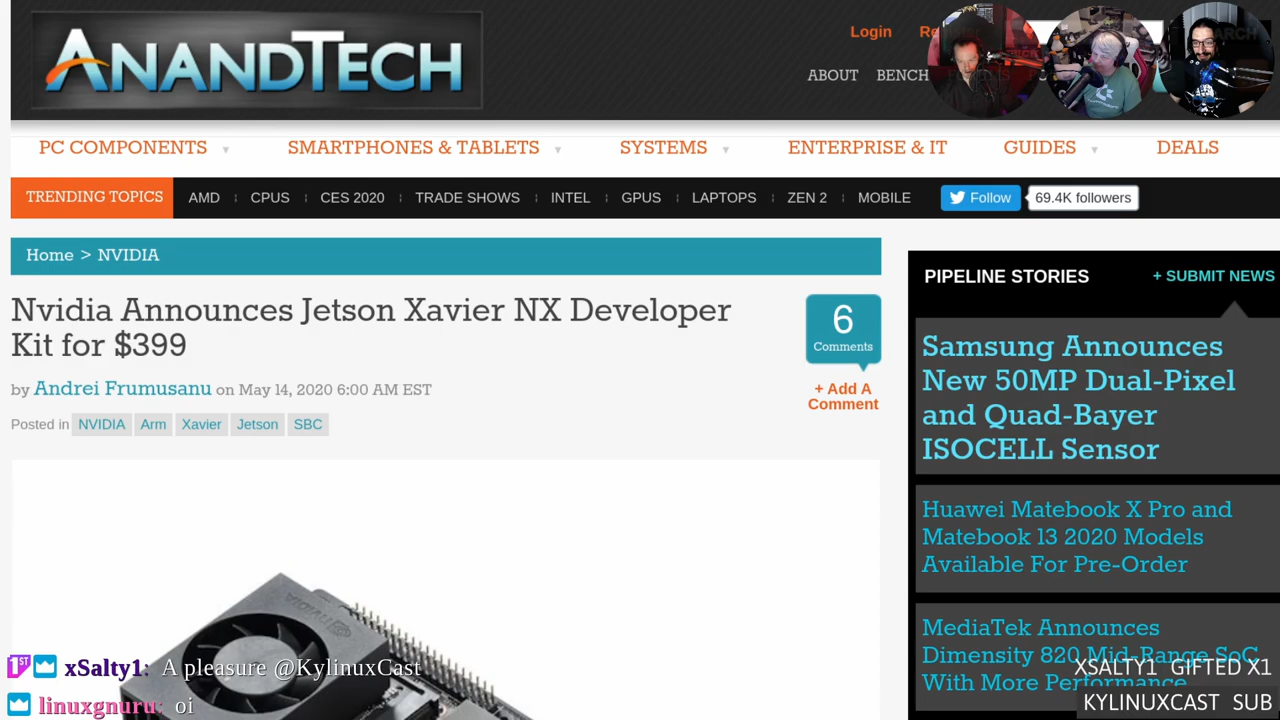 ANANDTECH
Login
ABOUT BENCH
PC COMPONENTS SMARTPHONES & TABLETS SYSTEMS ENTERPRISE & IT GUIDES DEALS
TRENDING TOPICS AMD CPUS CES 2020 TRADE SHOWS INTEL GPUS LAPTOPS ZEN 2 MOBILE Follow 69.4K followers
Home > NVIDIA
Nvidia Announces Jetson Xavier NX Developer
Kit for $399
by Andrei Frumusanu on May 14, 2020 6:00 AM EST
Posted in NVIDIA Arm Xavier Jetson SBC
6
Comments
+ Add A
Comment
PIPELINE STORIES + SUBMIT NEWS
Samsung Announces
New 50MP Dual-Pixel
and Quad-Bayer
ISOCELL Sensor
Huawei Matebook X Pro and
Matebook 13 2020 Models
Available For Pre-Order
MediaTek Announces
Dimensity 820 Mid-Range SoC
With More Performance
NVIDIA
1ST xSalty1: A pleasure @KylinuxCast
linuxgnuru: oi
XSALTY1 GIFTED X1
KYLINUXCAST SUB